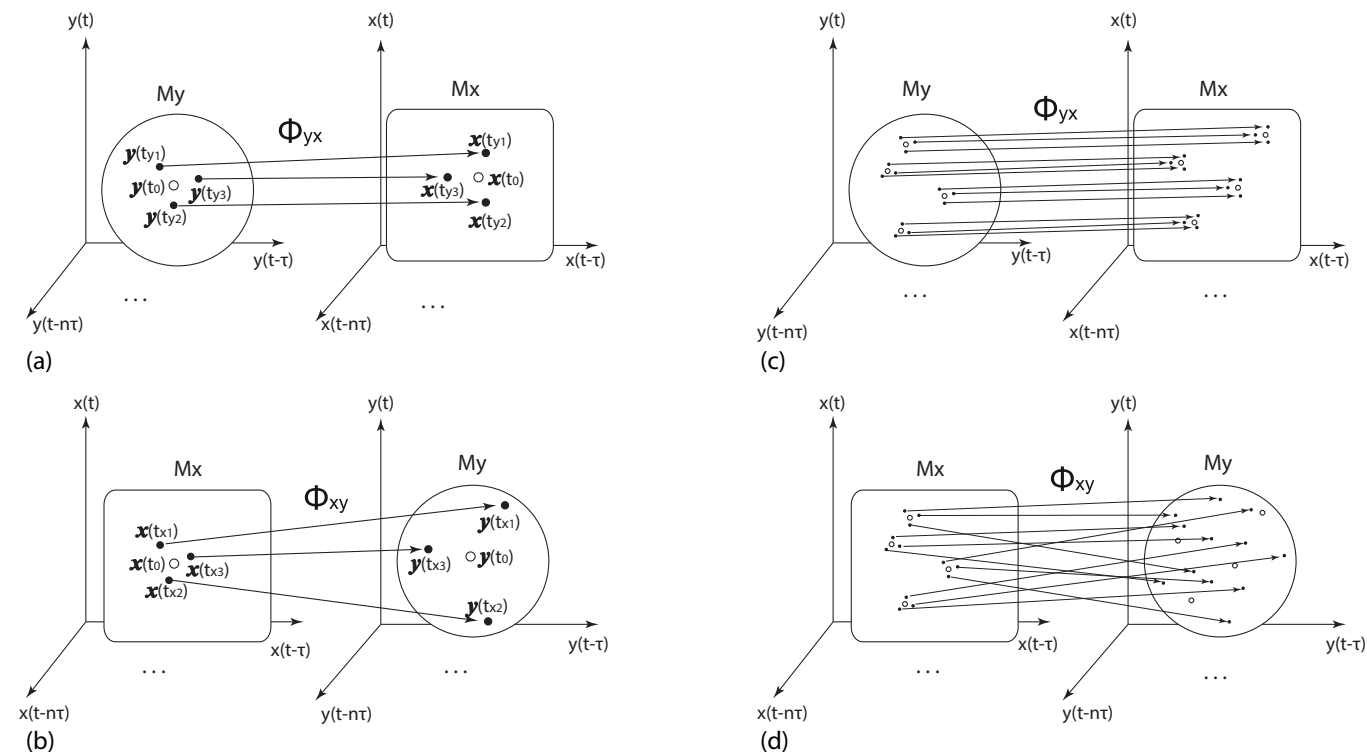 y(t)
x(t)
My
Mx
Φyx
y(ty1)
y(t0)
y(ty3)
y(ty2)
x(ty1)
x(t0)
x(ty3)
x(ty2)
y(t-τ)
x(t-τ)
...
...
y(t-nτ)
x(t-nτ)
(a)
x(t)
y(t)
Mx
My
Φxy
x(tx1)
x(t0)
x(tx3)
x(tx2)
y(tx1)
y(t0)
y(tx3)
y(tx2)
x(t-τ)
y(t-τ)
...
...
x(t-nτ)
y(t-nτ)
(b)
y(t)
x(t)
My
Mx
Φyx
y(t-τ)
x(t-τ)
...
...
y(t-nτ)
x(t-nτ)
(c)
x(t)
y(t)
Mx
My
Φxy
x(t-τ)
y(t-τ)
...
...
x(t-nτ)
y(t-nτ)
(d)